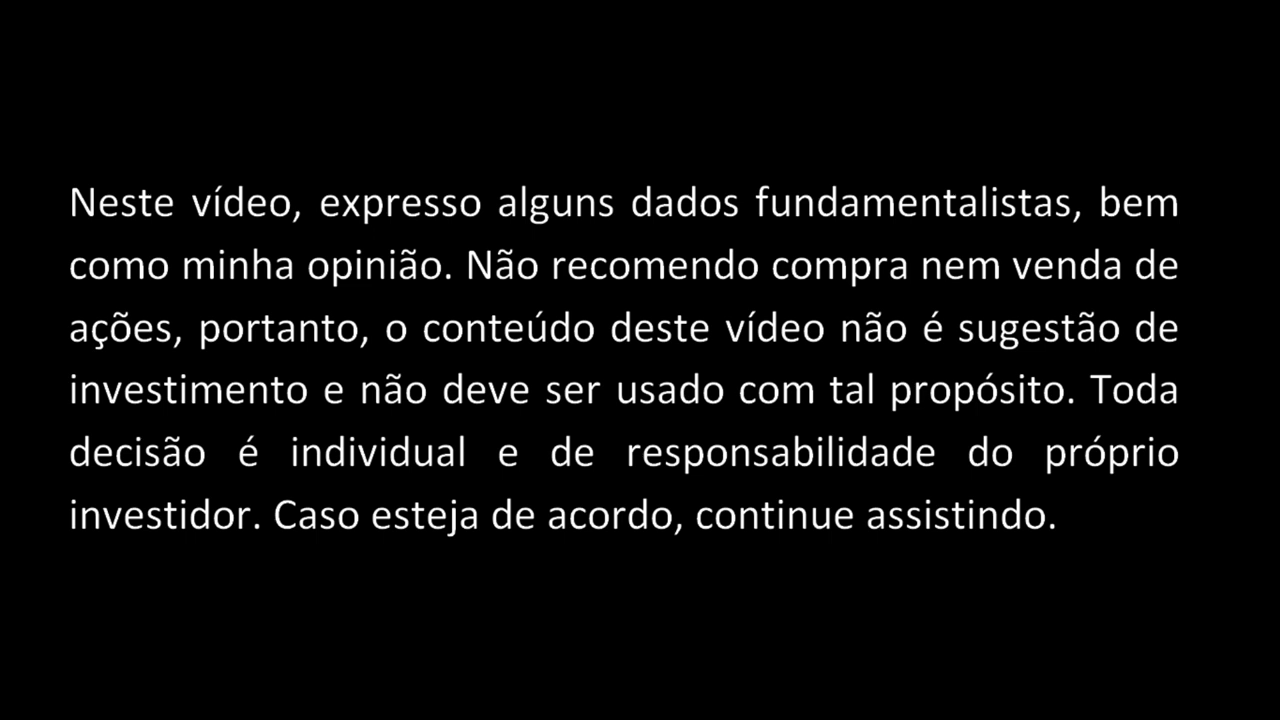 Neste vídeo, expresso alguns dados fundamentalistas, bem
como minha opinião. Não recomendo compra nem venda de
ações, portanto, o conteúdo deste vídeo não é sugestão de
investimento e não deve ser usado com tal propósito. Toda
decisão é individual e de responsabilidade do próprio
investidor. Caso esteja de acordo, continue assistindo.